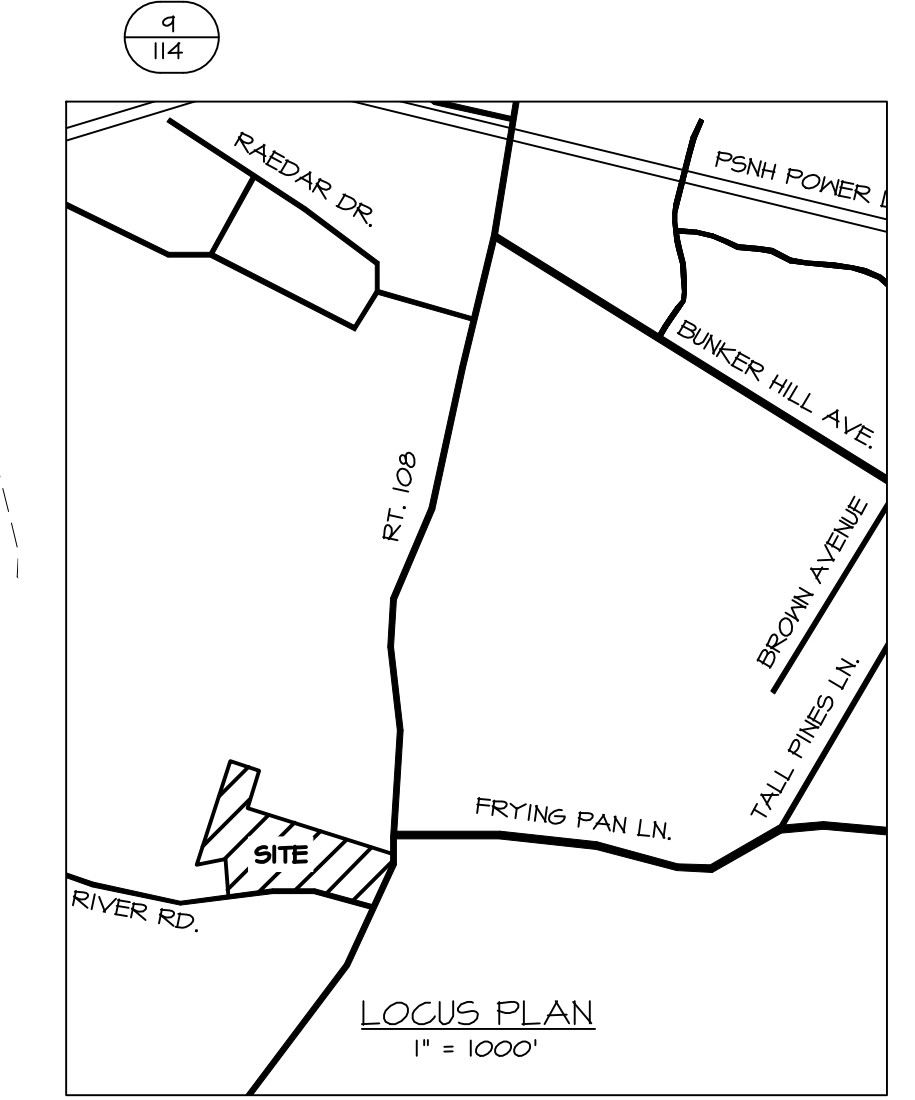 9
114
RAEDAR DR.
PSNH POWER
BUNKER HILL AVE.
RT. 108
BROWN AVENUE
TALL PINES LN.
FRYING PAN LN.
SITE
RIVER RD.
LOCUS PLAN
1" = 1000'